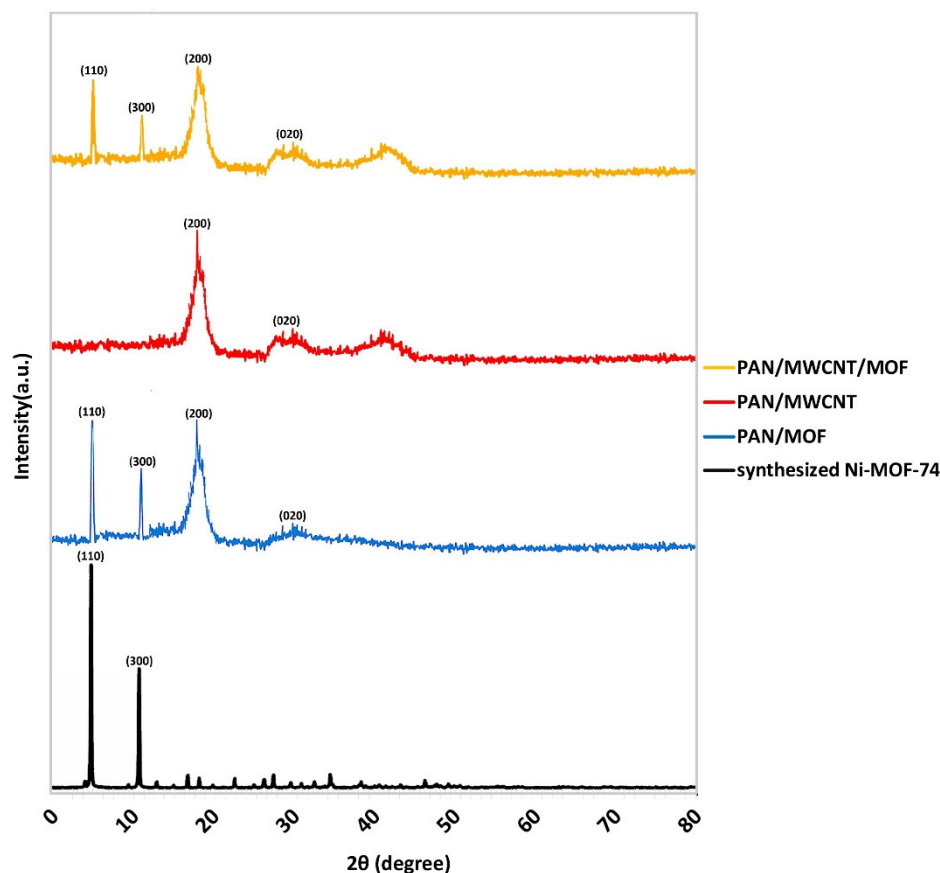 (200)
(110)
(300)
(020)
(200)
(020)
(110)
(200)
(300)
(020)
(110)
(300)
Intensity(a.u.)
PAN/MWCNT/MOF
PAN/MWCNT
PAN/MOF
synthesized Ni-MOF-74
0 10 20 30 40 50 60 70 80
2θ (degree)